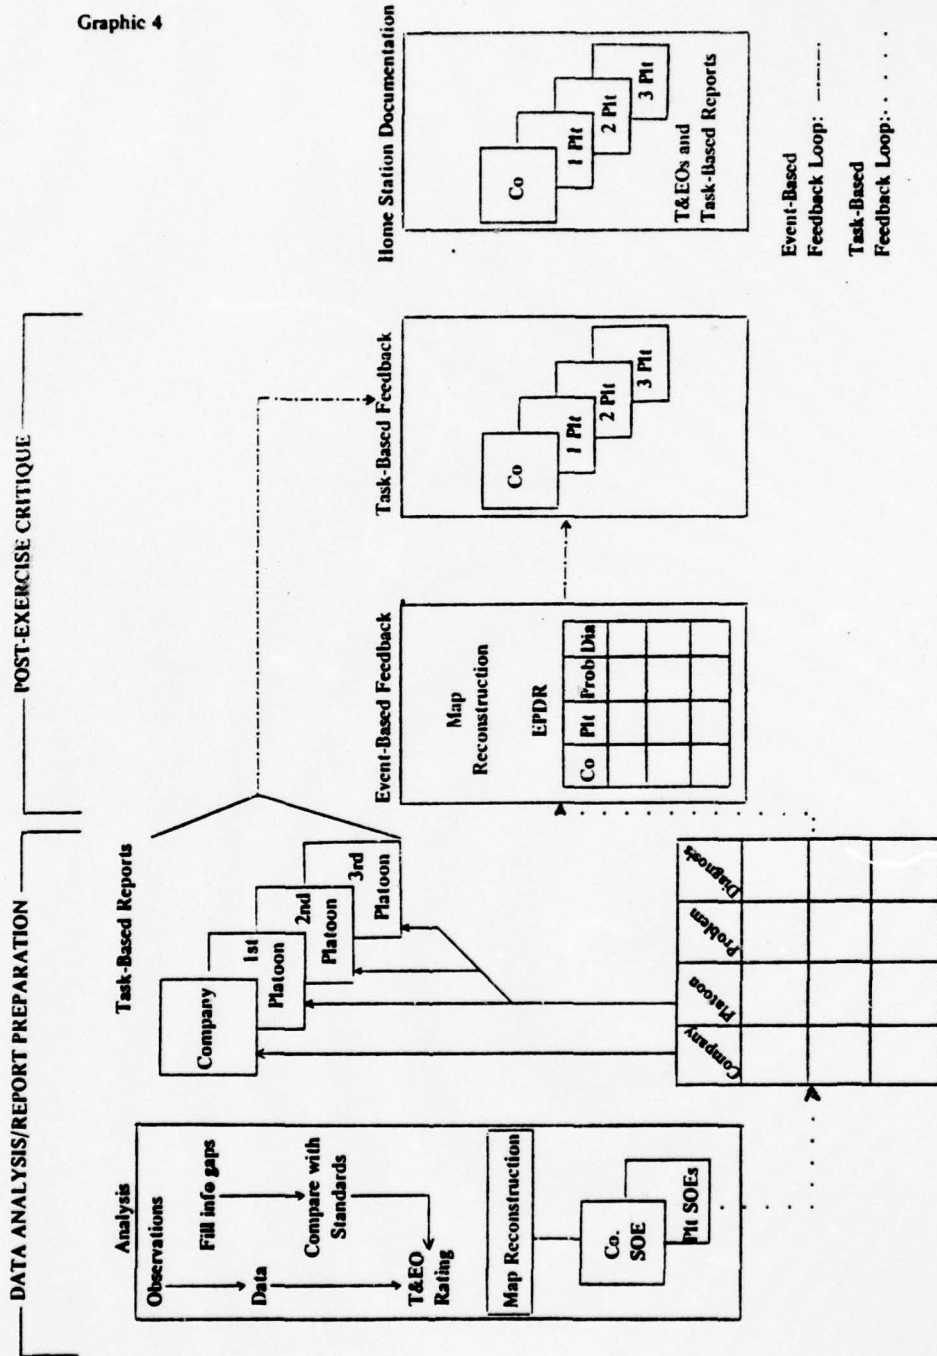 Graphic 4
DATA ANALYSIS/REPORT PREPARATION
POST-EXERCISE CRITIQUE
Analysis
Observations
Fill info gaps
Data
Compare with
Standards
T&EO
Rating
Map Reconstruction
Co.
SOE
Plt SOEs
Task-Based Reports
Company
1st
Platoon
2nd
Platoon
3rd
Platoon
Company
Platoon
Problem
Diagnosis
Event-Based Feedback
Map
Reconstruction
EPDR
Co
Plt
Prob
Dia
Task-Based Feedback
Co
1 Plt
2 Plt
3 Plt
Home Station Documentation
Co
1 Plt
2 Plt
3 Plt
T&EOs and
Task-Based Reports
Event-Based
Feedback Loop:
Task-Based
Feedback Loop: